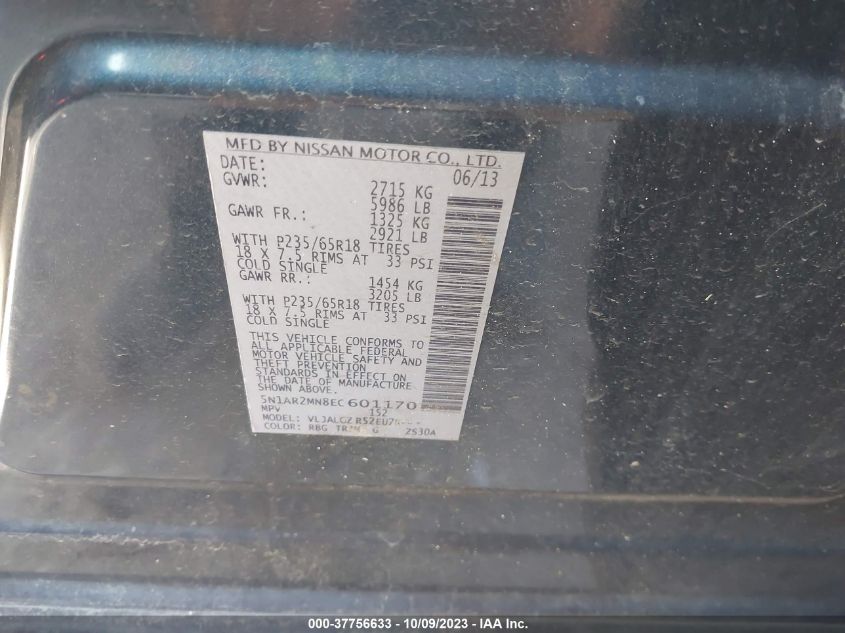 MFD BY NISSAN MOTOR CO., LTD.
DATE: 06/13
GVWR: 2715 KG
5986 LB
GAWR FR.: 1325 KG
2921 LB
WITH P235/65R18 TIRES
18 X 7.5 RIMS AT 33 PSI
COLD SINGLE
GAWR RR.: 1454 KG
3205 LB
WITH P235/65R18 TIRES
18 X 7.5 RIMS AT 33 PSI
COLD SINGLE
THIS VEHICLE CONFORMS TO
ALL APPLICABLE FEDERAL
MOTOR VEHICLE SAFETY AND
THEFT PREVENTION
STANDARDS IN EFFECT ON
THE DATE OF MANUFACTURE
SHOWN ABOVE.
5N1AR2MN8EC601170
MPV 152
MODEL:
COLOR: RBG G 2S30A
000-37756633 - 10/09/2023 - IAA Inc.